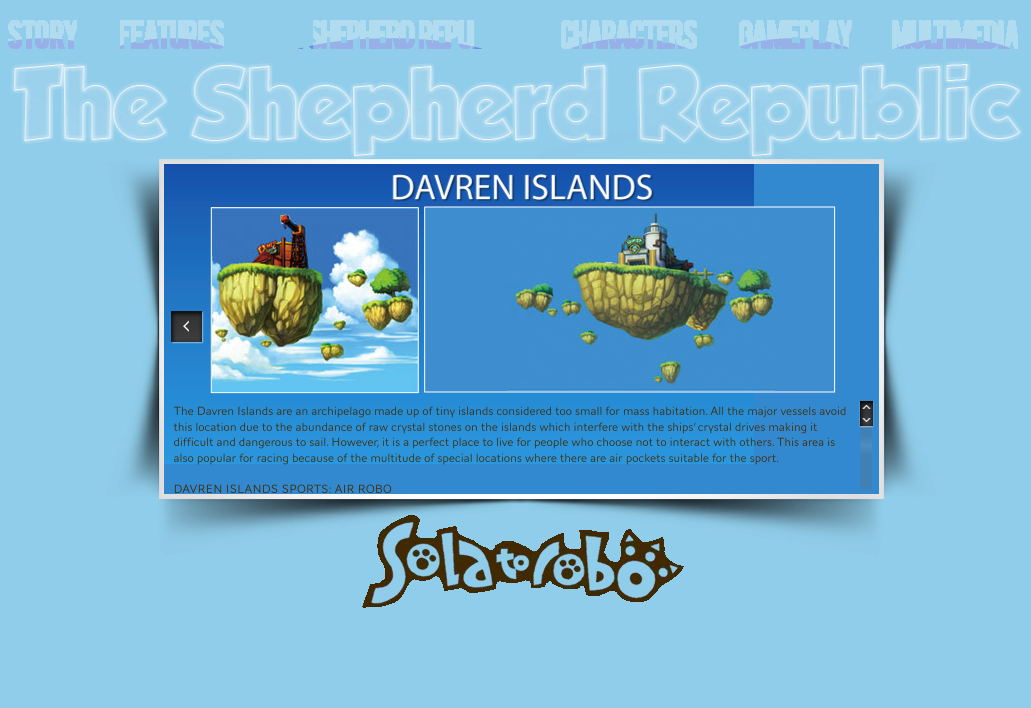 STORY
FEATURES
SHEPHERD REPU
CHARACTERS
GAMEPLAY
MULTIMEDIA
The Shepherd Republic
DAVREN ISLANDS
The Davren Islands are an archipelago made up of tiny islands considered too small for mass habitation. All the major vessels avoid
this location due to the abundance of raw crystal stones on the islands which interfere with the ships' crystal drives making it
difficult and dangerous to sail. However, it is a perfect place to live for people who choose not to interact with others. This area is
also popular for racing because of the multitude of special locations where there are air pockets suitable for the sport.
DAVREN ISLANDS SPORTS: AIR ROBO
Solatorobo